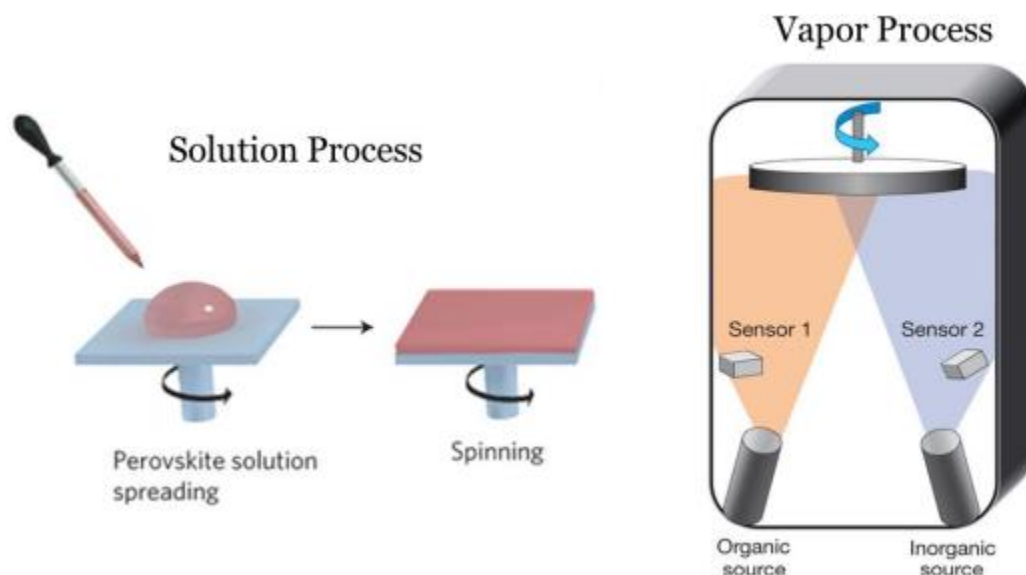 Solution Process
Perovskite solution
spreading
Spinning
Vapor Process
Sensor 1
Sensor 2
Organic
source
Inorganic
source